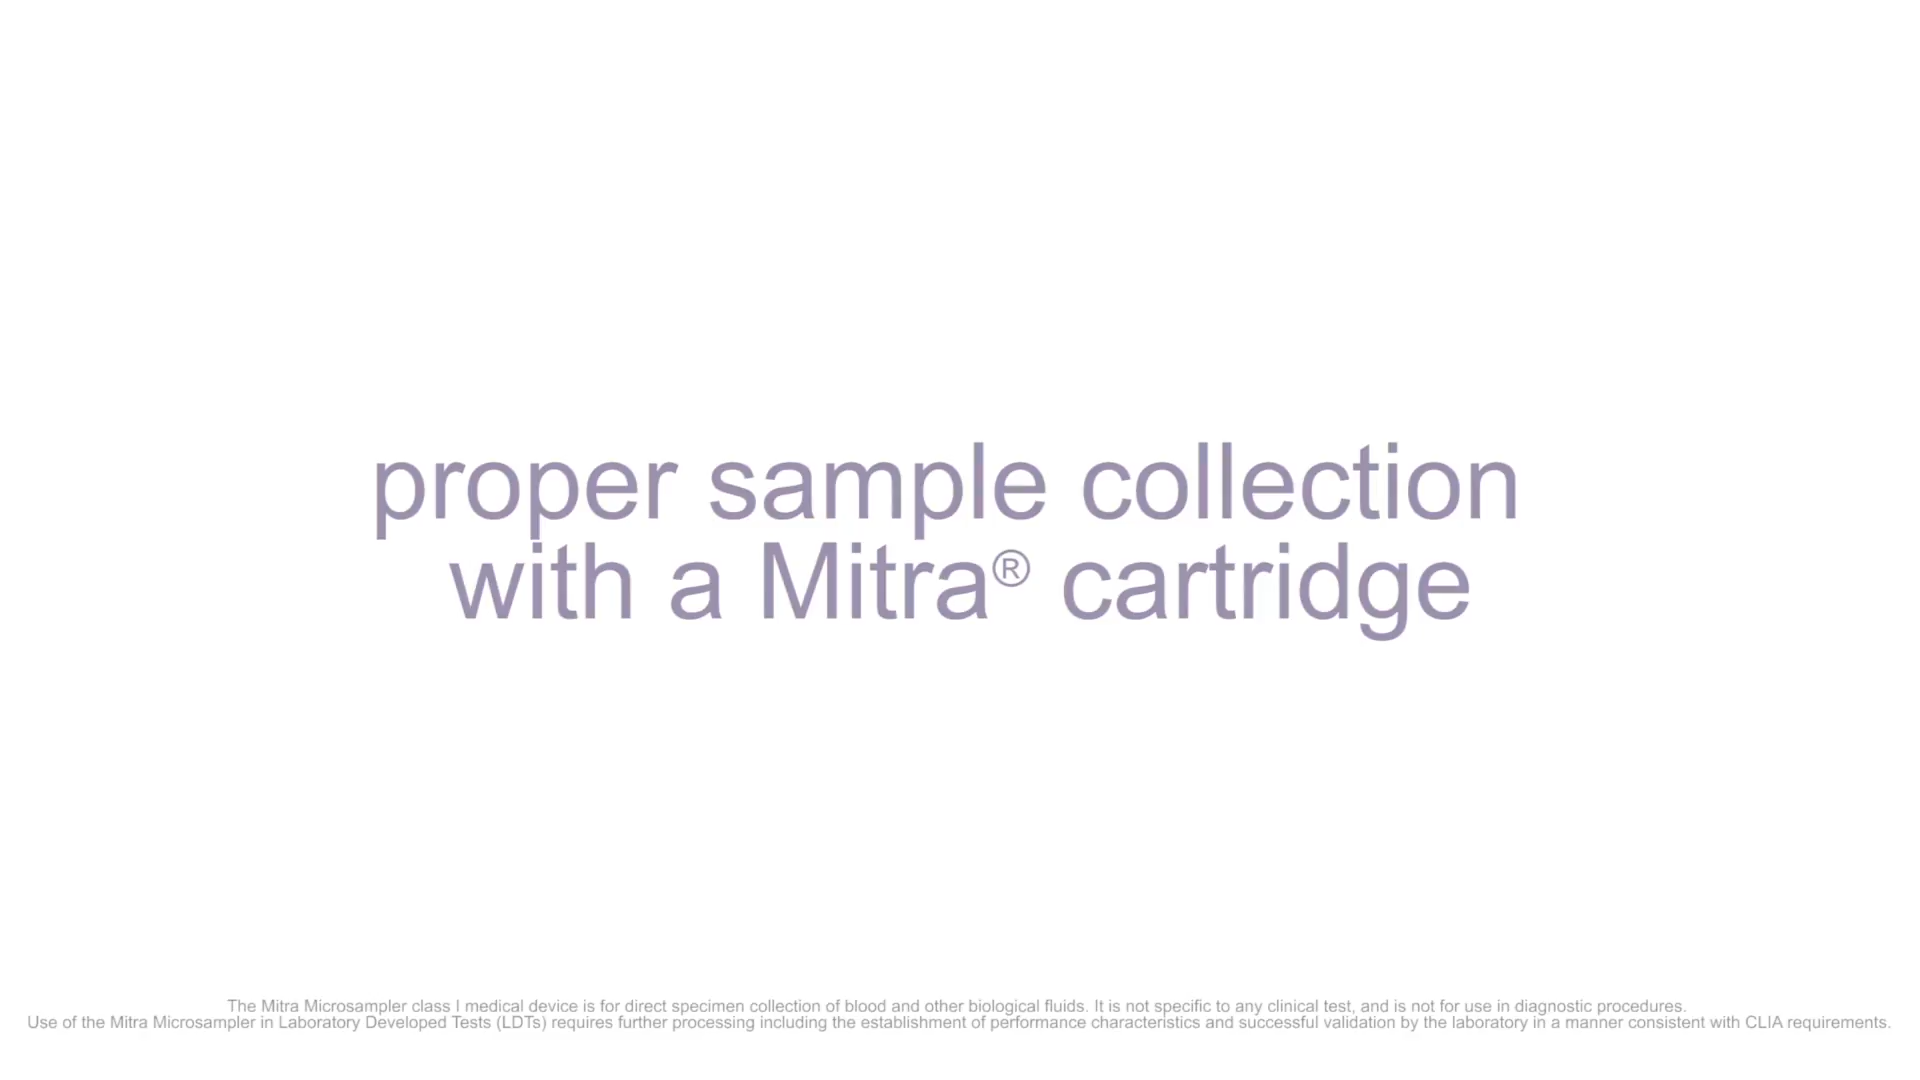 proper sample collection
with a Mitra® cartridge
The Mitra Microsampler class I medical device is for direct specimen collection of blood and other biological fluids. It is not specific to any clinical test, and is not for use in diagnostic procedures.
Use of the Mitra Microsampler in Laboratory Developed Tests (LDTs) requires further processing including the establishment of performance characteristics and successful validation by the laboratory in a manner consistent with CLIA requirements.